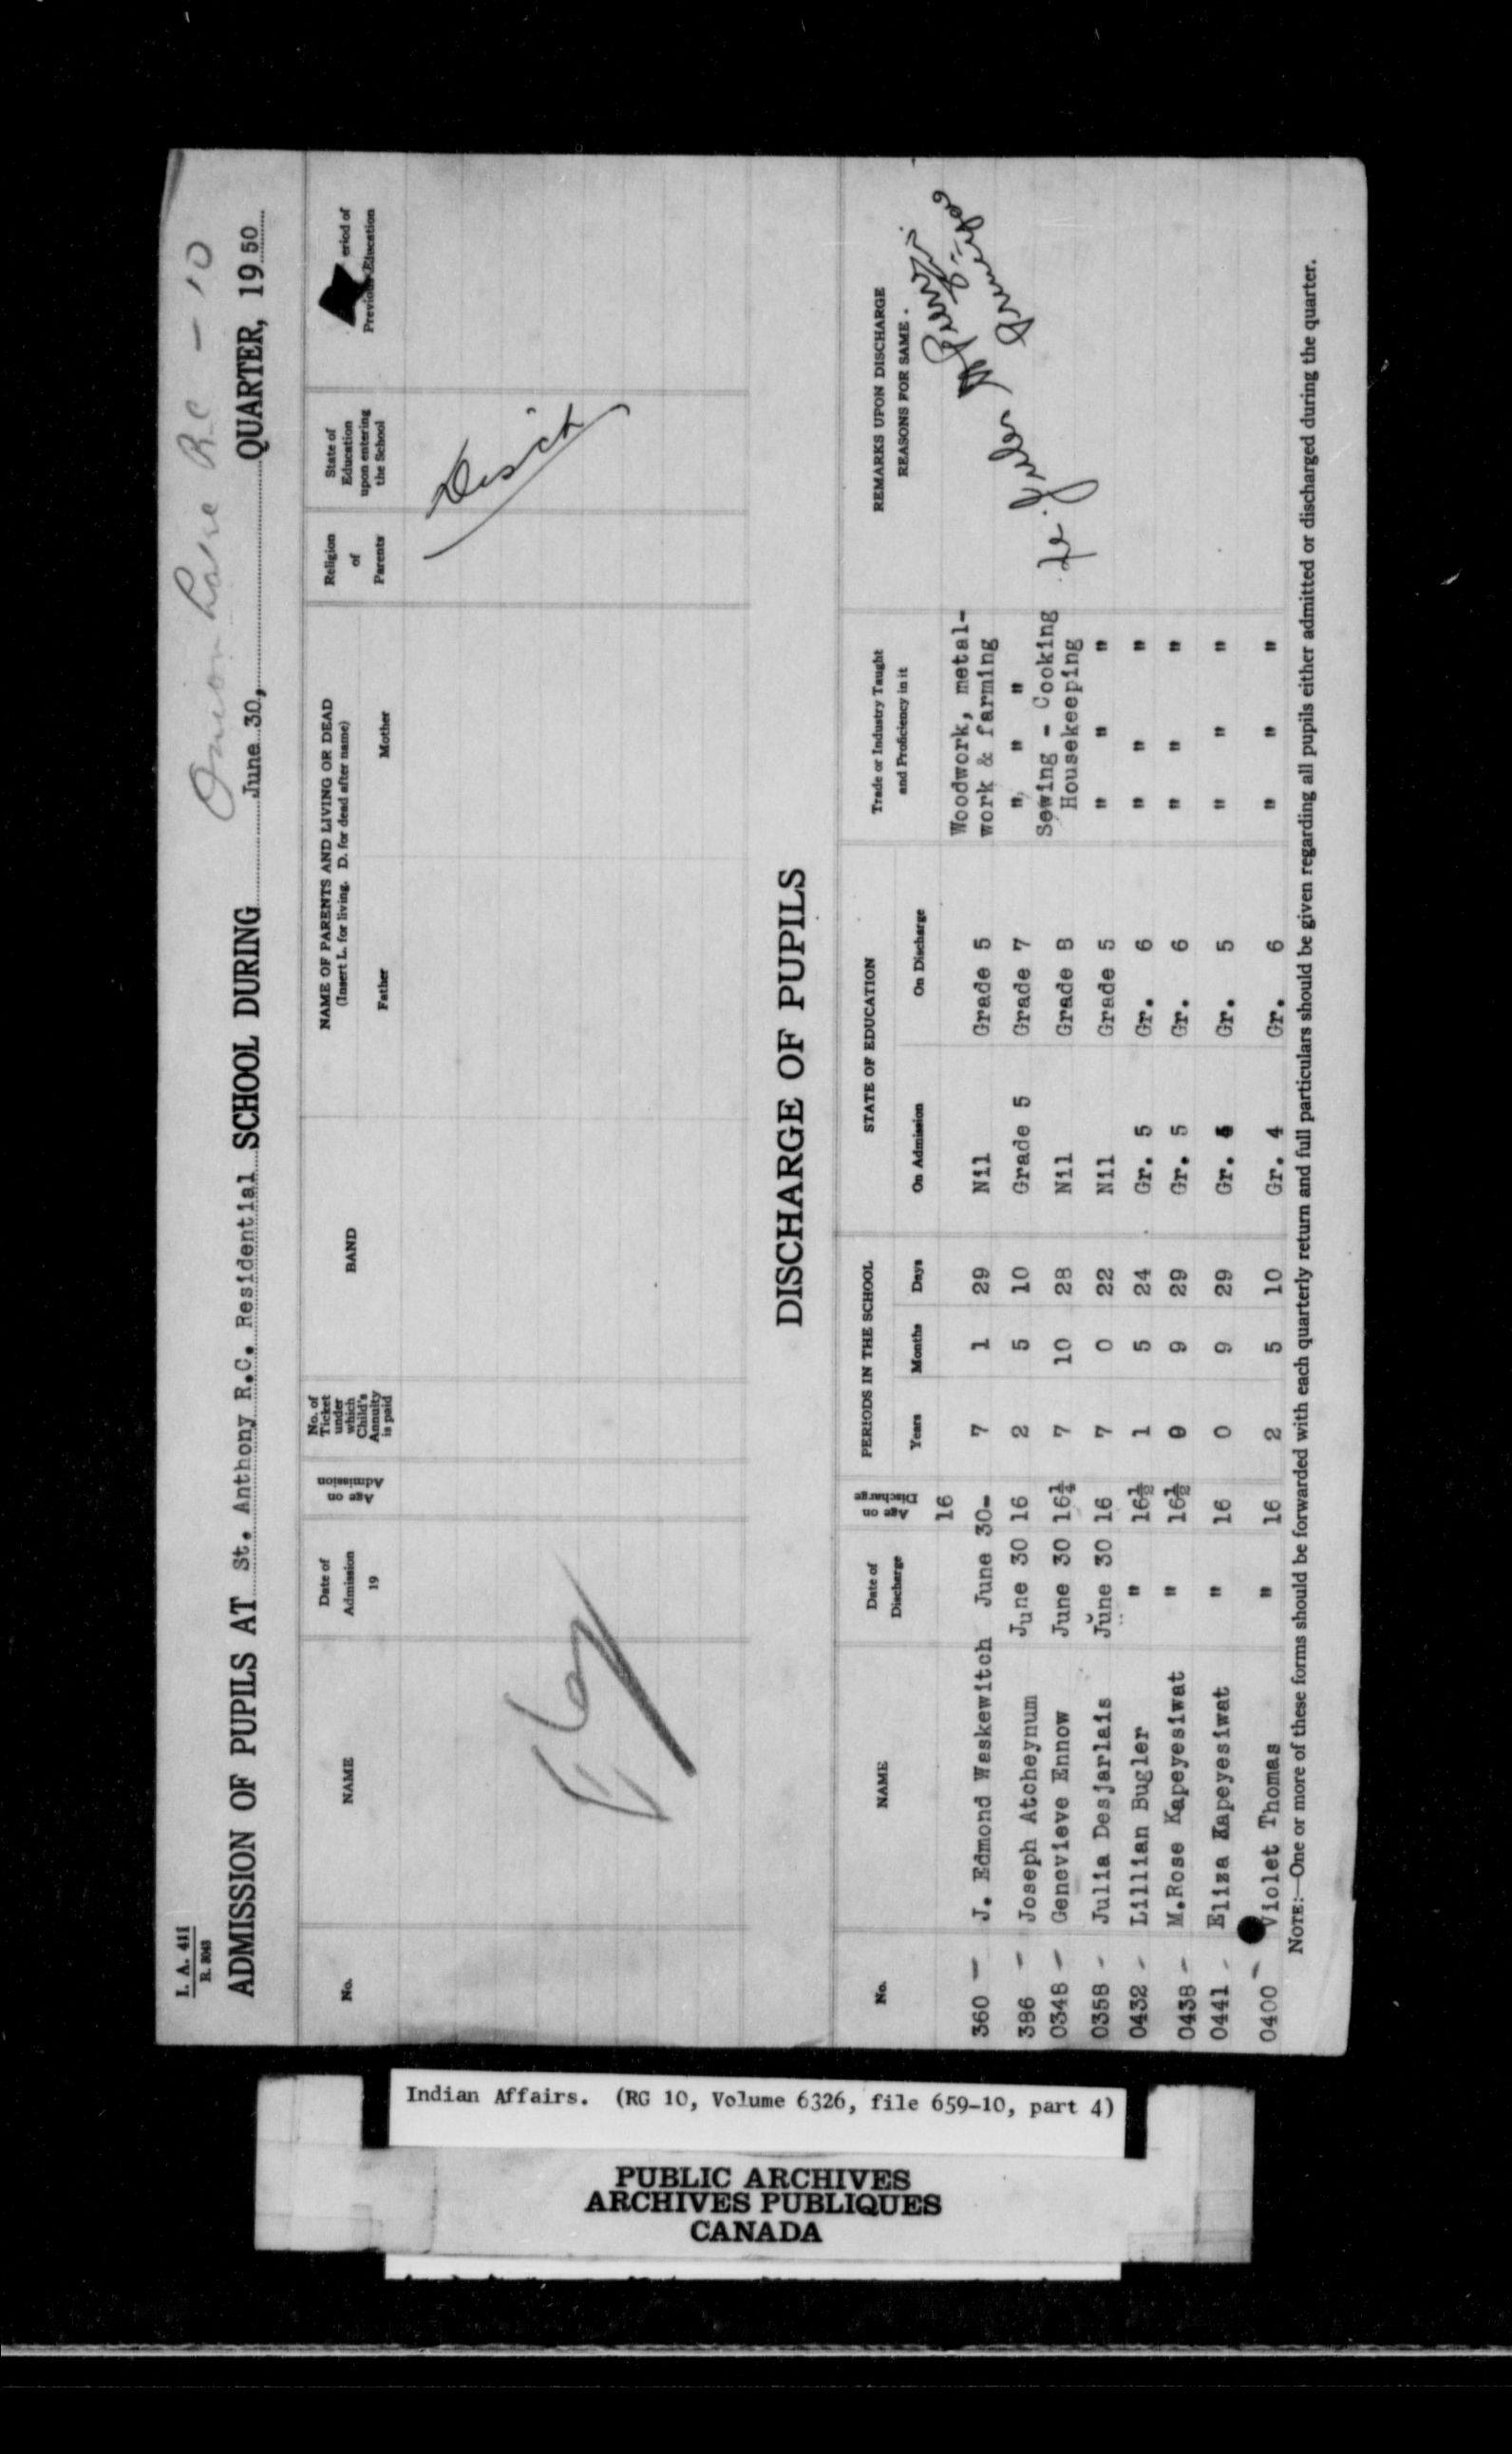 I. A. 411
R. 8048
Onion Lake R.C - 10
ADMISSION OF PUPILS AT St. Anthony R.C. Residential SCHOOL DURING June 30, QUARTER, 1950
No.
NAME
Date of Admission 19
Age on Admission
No. of Ticket under which Child's Annuity is paid
BAND
NAME OF PARENTS AND LIVING OR DEAD
(Insert L. for living. D. for dead after name)
Father
Mother
Religion of Parents
State of Education upon entering the School
eriod of Previous Education
DISCHARGE OF PUPILS
No.
NAME
Date of Discharge
Age on Discharge
PERIODS IN THE SCHOOL
Years Months Days
STATE OF EDUCATION
On Admission On Discharge
Trade or Industry Taught and Proficiency in it
REMARKS UPON DISCHARGE
REASONS FOR SAME.
16 Woodwork, metal-
360 - J. Edmond Waskewitch June 30- 7 1 29 Nil Grade 5 work & farming
386 - Joseph Atcheynum June 30 16 2 5 10 Grade 5 Grade 7 " " "
0348 - Genevieve Ennow June 30 16¼ 7 10 28 Nil Grade 8 Sewing - Cooking
Housekeeping
0358 - Julia Desjarlais June 30 16 7 0 22 Nil Grade 5 " " "
0432 - Lillian Bugler " 16½ 1 5 24 Gr. 5 Gr. 6 " " "
0438 - M.Rose Kapeyesiwat " 16½ 0 9 29 Gr. 5 Gr. 6 " " "
0441 - Eliza Kapeyesiwat " 16 0 9 29 Gr. Gr. 5 " " "
0400 - Violet Thomas " 16 2 5 10 Gr. 4 Gr. 6 " " "
NOTE:—One or more of these forms should be forwarded with each quarterly return and full particulars should be given regarding all pupils either admitted or discharged during the quarter.
Indian Affairs. (RG 10, Volume 6326, file 659-10, part 4)
PUBLIC ARCHIVES
ARCHIVES PUBLIQUES
CANADA